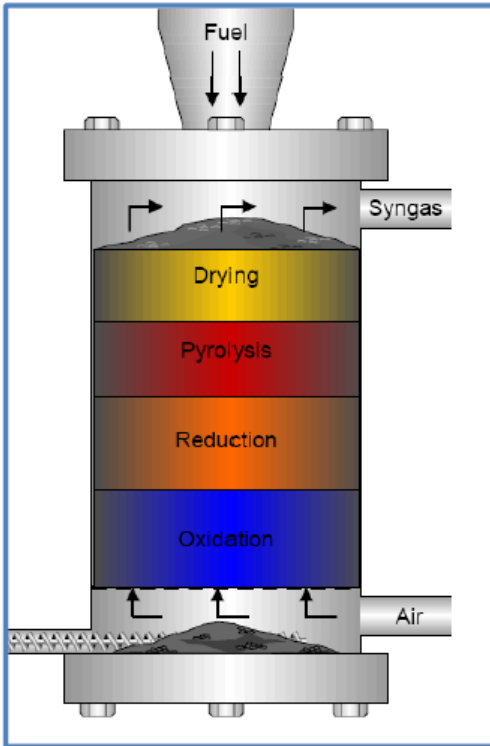 Fuel
Syngas
Drying
Pyrolysis
Reduction
Oxidation
Air